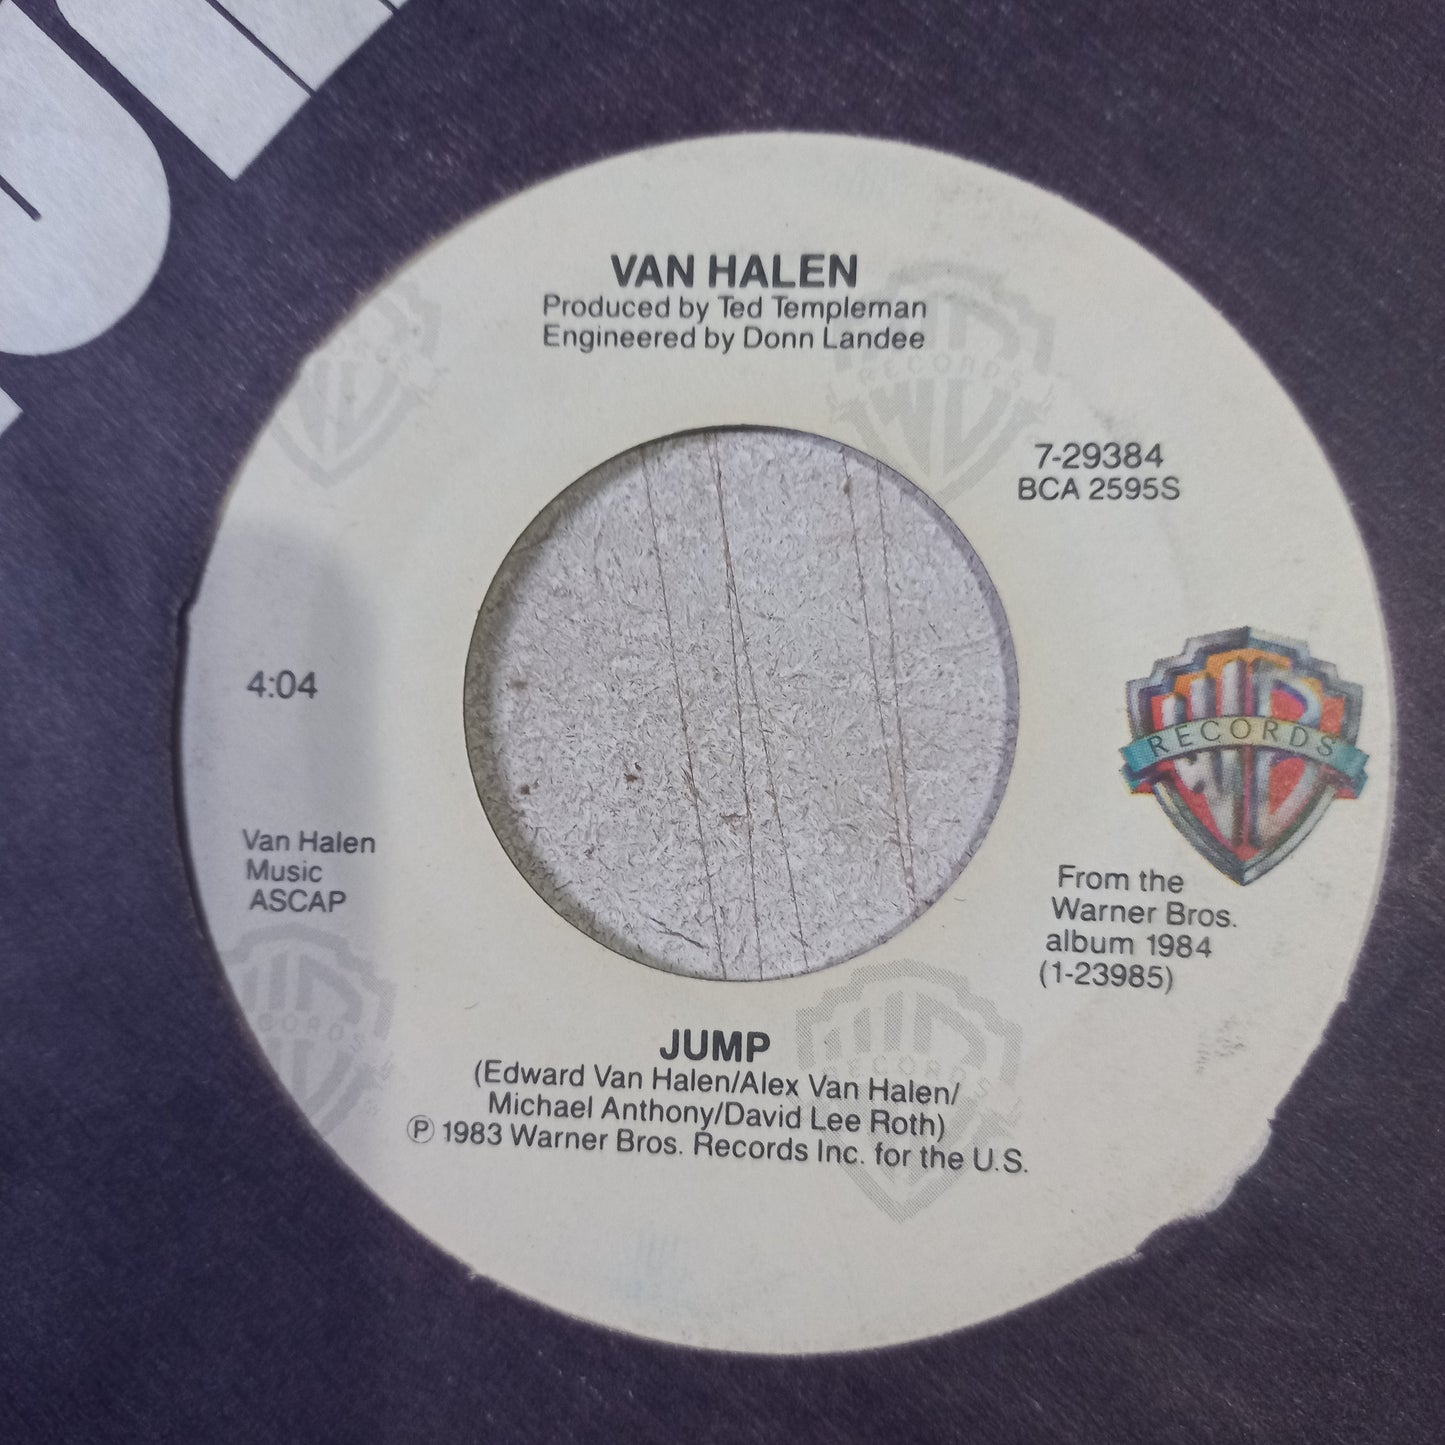 VAN HALEN
Produced by Ted Templeman
Engineered by Donn Landee
7-29384
BCA 2595S
4:04
WB
RECORDS
Van Halen
Music
ASCAP
From the
Warner Bros.
album 1984
(1-23985)
JUMP
(Edward Van Halen/Alex Van Halen/
Michael Anthony/David Lee Roth)
℗ 1983 Warner Bros. Records Inc. for the U.S.